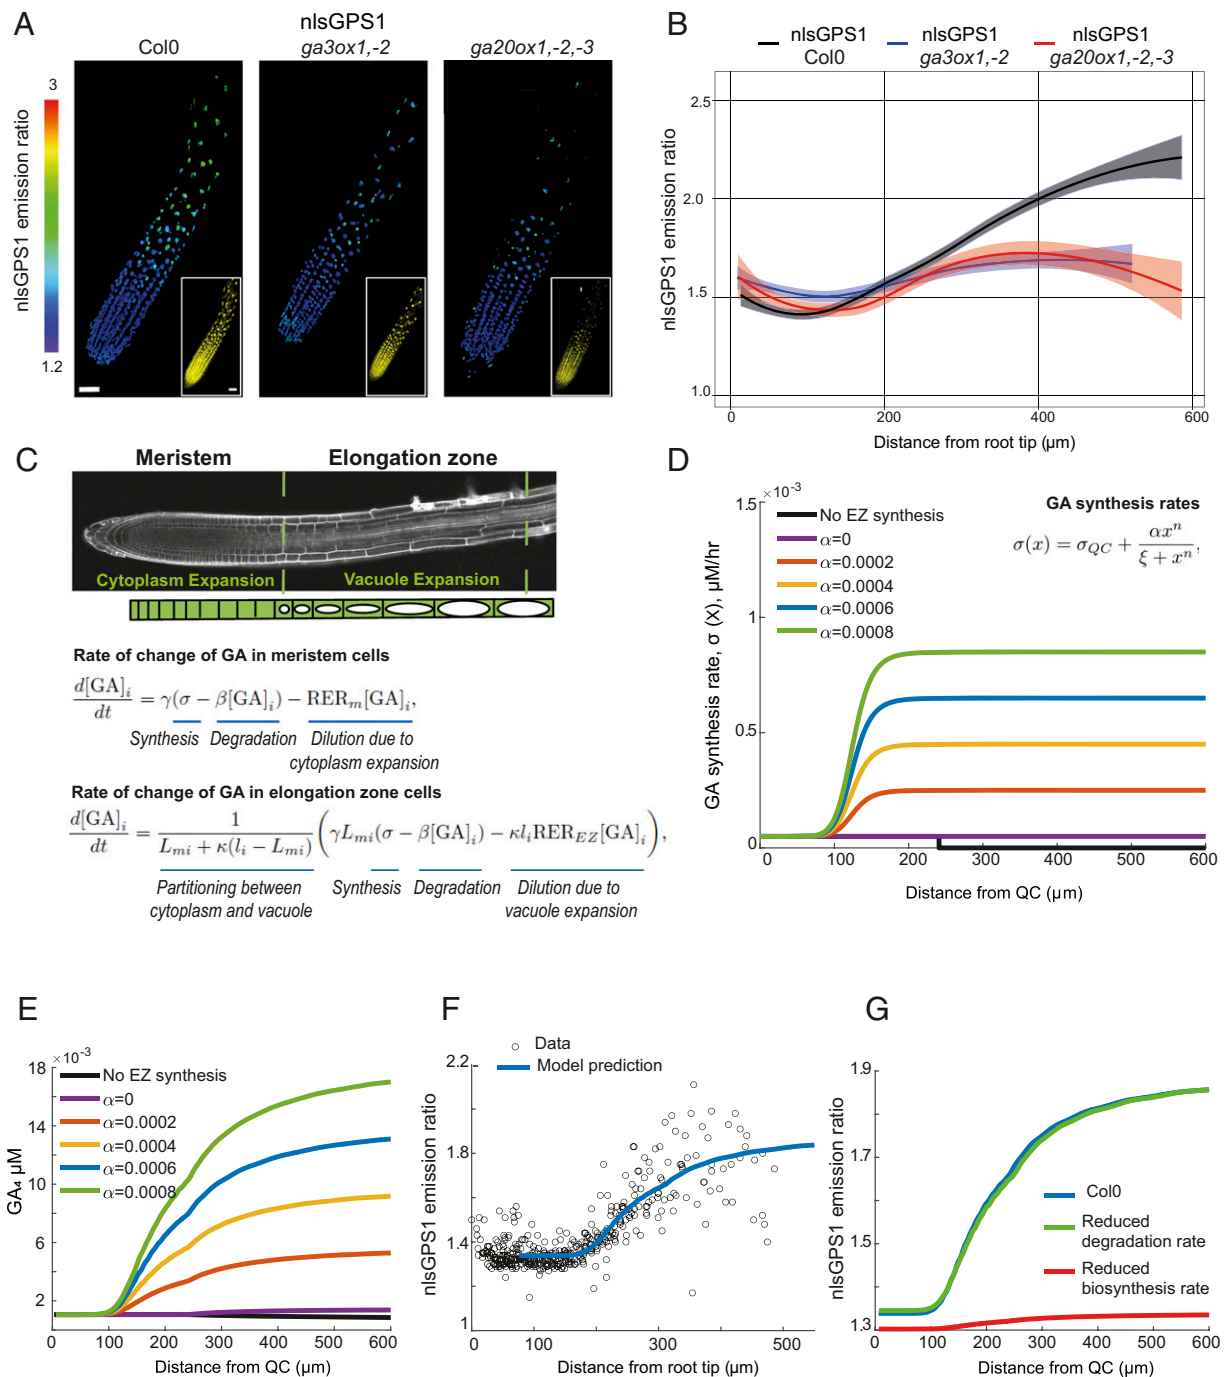 A
nlsGPS1
Col0
ga3ox1,-2
ga20ox1,-2,-3
3
nlsGPS1 emission ratio
1.2
B
nlsGPS1 Col0
nlsGPS1 ga3ox1,-2
nlsGPS1 ga20ox1,-2,-3
nlsGPS1 emission ratio
2.5
2.0
1.5
1.0
0
200
400
600
Distance from root tip (µm)
C
Meristem
Elongation zone
Cytoplasm Expansion
Vacuole Expansion
Rate of change of GA in meristem cells
d[GA]i/dt = γ(σ − β[GA]i) − RERm[GA]i,
Synthesis Degradation Dilution due to
cytoplasm expansion
Rate of change of GA in elongation zone cells
d[GA]i/dt = 1/(Lmi + κ(li − Lmi)) (γLmi(σ − β[GA]i) − κliREREZ[GA]i),
Partitioning between Synthesis Degradation Dilution due to
cytoplasm and vacuole vacuole expansion
D
×10-3
1.5
1
0.5
0
GA synthesis rate, σ (X), µM/hr
No EZ synthesis
α=0
α=0.0002
α=0.0004
α=0.0006
α=0.0008
GA synthesis rates
σ(x) = σQC + αx^n/(ξ + x^n),
0 100 200 300 400 500 600
Distance from QC (µm)
E
×10-3
18
14
10
6
2
GA₄ µM
No EZ synthesis
α=0
α=0.0002
α=0.0004
α=0.0006
α=0.0008
0 100 200 300 400 500 600
Distance from QC (µm)
F
Data
Model prediction
2.2
1.8
1.4
1
nlsGPS1 emission ratio
0 100 300 500
Distance from root tip (µm)
G
1.9
1.7
1.5
1.3
nlsGPS1 emission ratio
Col0
Reduced
degradation rate
Reduced
biosynthesis rate
0 100 200 300 400 500 600
Distance from QC (µm)